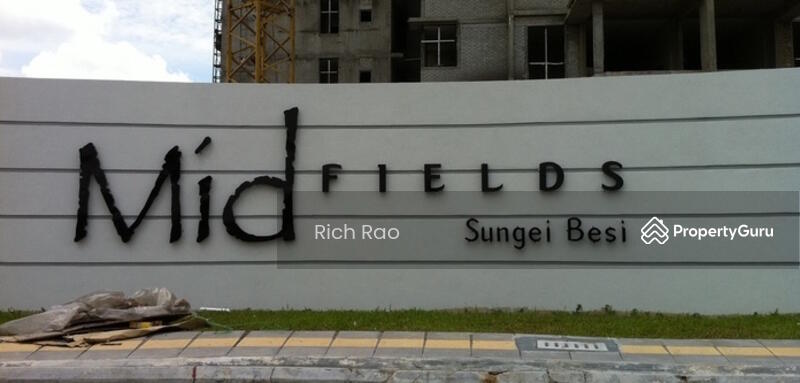 Mid FIELDS
Sungei Besi
Rich Rao
PropertyGuru